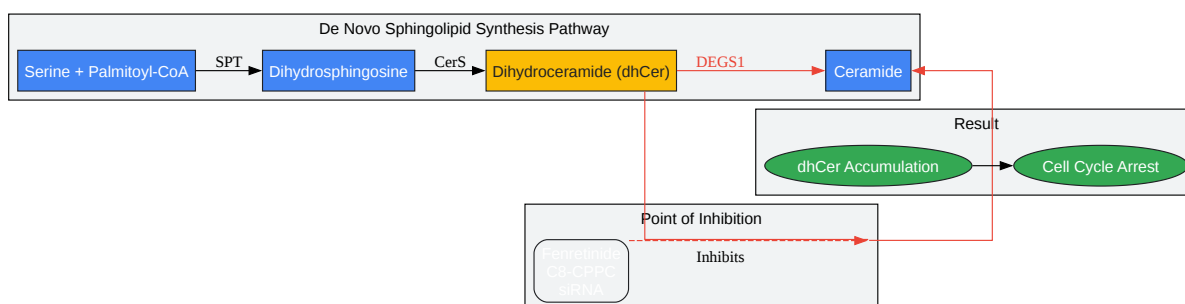 De Novo Sphingolipid Synthesis Pathway
Serine + Palmitoyl-CoA
SPT
Dihydrosphingosine
CerS
Dihydroceramide (dhCer)
DEGS1
Ceramide
Result
dhCer Accumulation
Cell Cycle Arrest
Point of Inhibition
Fenretinide
C8-CPPC
siRNA
Inhibits